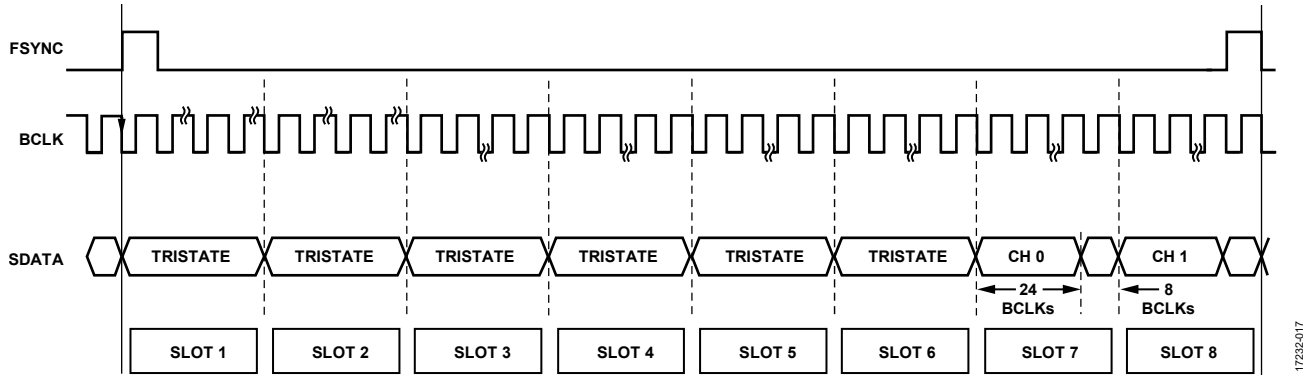 FSYNC
BCLK
SDATA
TRISTATE TRISTATE TRISTATE TRISTATE TRISTATE TRISTATE CH 0 CH 1
24 BCLKs
8 BCLKs
SLOT 1 SLOT 2 SLOT 3 SLOT 4 SLOT 5 SLOT 6 SLOT 7 SLOT 8
17232-017